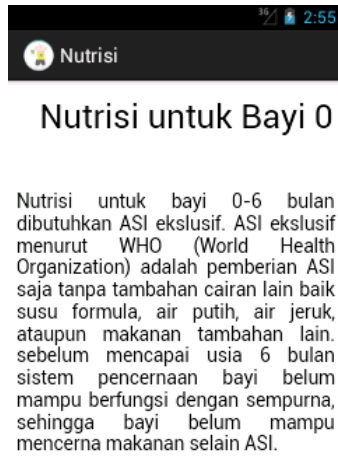 36 2:55
Nutrisi
Nutrisi untuk Bayi 0
Nutrisi untuk bayi 0-6 bulan
dibutuhkan ASI ekslusif. ASI ekslusif
menurut WHO (World Health
Organization) adalah pemberian ASI
saja tanpa tambahan cairan lain baik
susu formula, air putih, air jeruk,
ataupun makanan tambahan lain.
sebelum mencapai usia 6 bulan
sistem pencernaan bayi belum
mampu berfungsi dengan sempurna,
sehingga bayi belum mampu
mencerna makanan selain ASI.